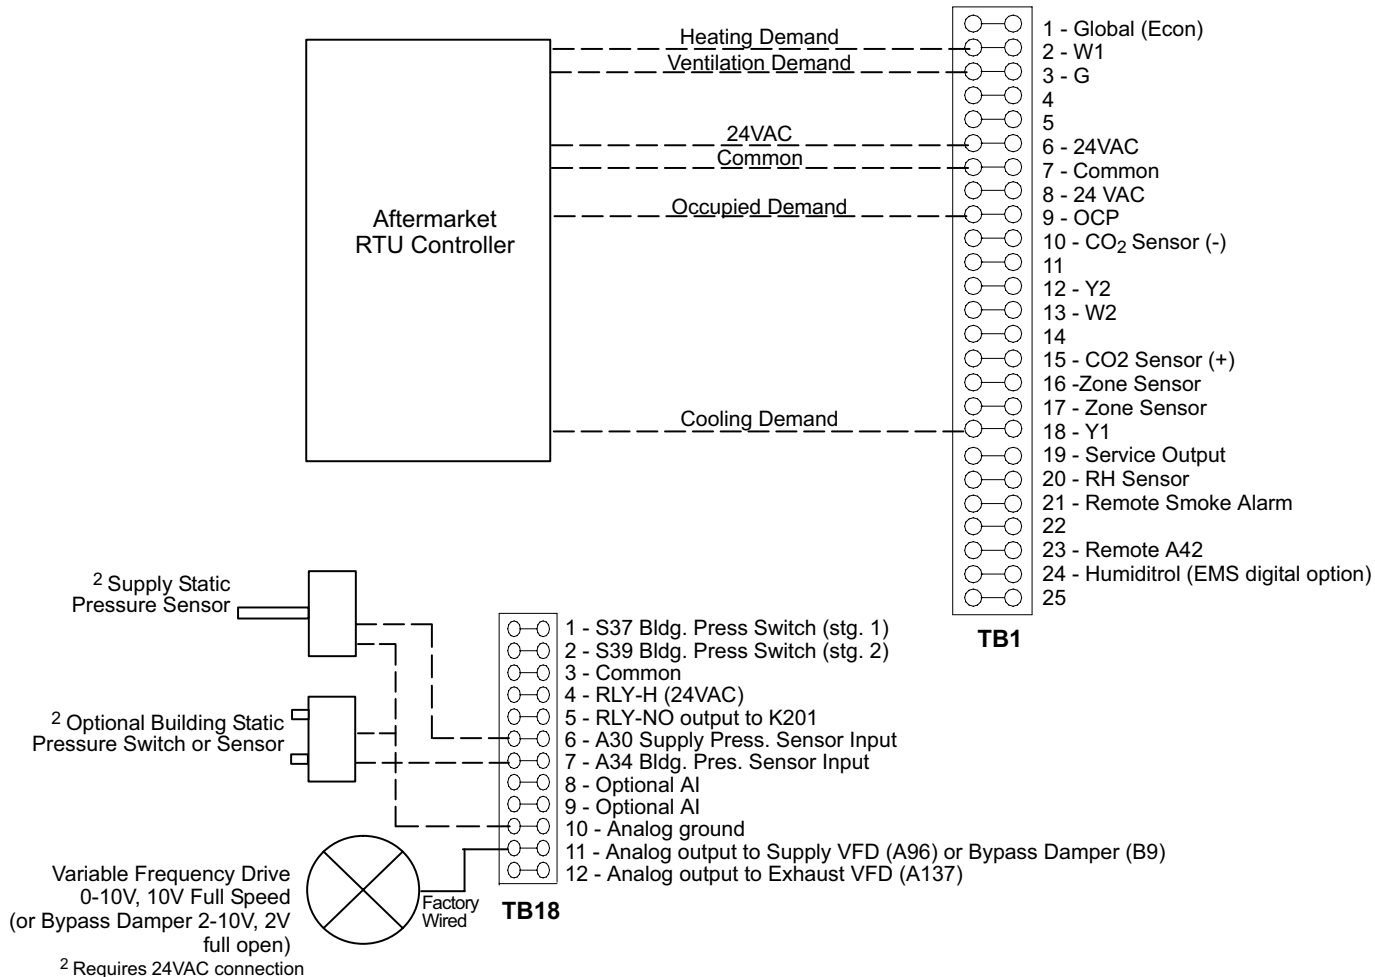 Heating Demand
Ventilation Demand
24VAC
Common
Occupied Demand
Cooling Demand
Aftermarket
RTU Controller
1 - Global (Econ)
2 - W1
3 - G
4
5
6 - 24VAC
7 - Common
8 - 24 VAC
9 - OCP
10 - CO2 Sensor (-)
11
12 - Y2
13 - W2
14
15 - CO2 Sensor (+)
16 -Zone Sensor
17 - Zone Sensor
18 - Y1
19 - Service Output
20 - RH Sensor
21 - Remote Smoke Alarm
22
23 - Remote A42
24 - Humiditrol (EMS digital option)
25
TB1
2 Supply Static
Pressure Sensor
2 Optional Building Static
Pressure Switch or Sensor
Variable Frequency Drive
0-10V, 10V Full Speed
(or Bypass Damper 2-10V, 2V
full open)
2 Requires 24VAC connection
Factory
Wired
1 - S37 Bldg. Press Switch (stg. 1)
2 - S39 Bldg. Press Switch (stg. 2)
3 - Common
4 - RLY-H (24VAC)
5 - RLY-NO output to K201
6 - A30 Supply Press. Sensor Input
7 - A34 Bldg. Pres. Sensor Input
8 - Optional AI
9 - Optional AI
10 - Analog ground
11 - Analog output to Supply VFD (A96) or Bypass Damper (B9)
12 - Analog output to Exhaust VFD (A137)
TB18